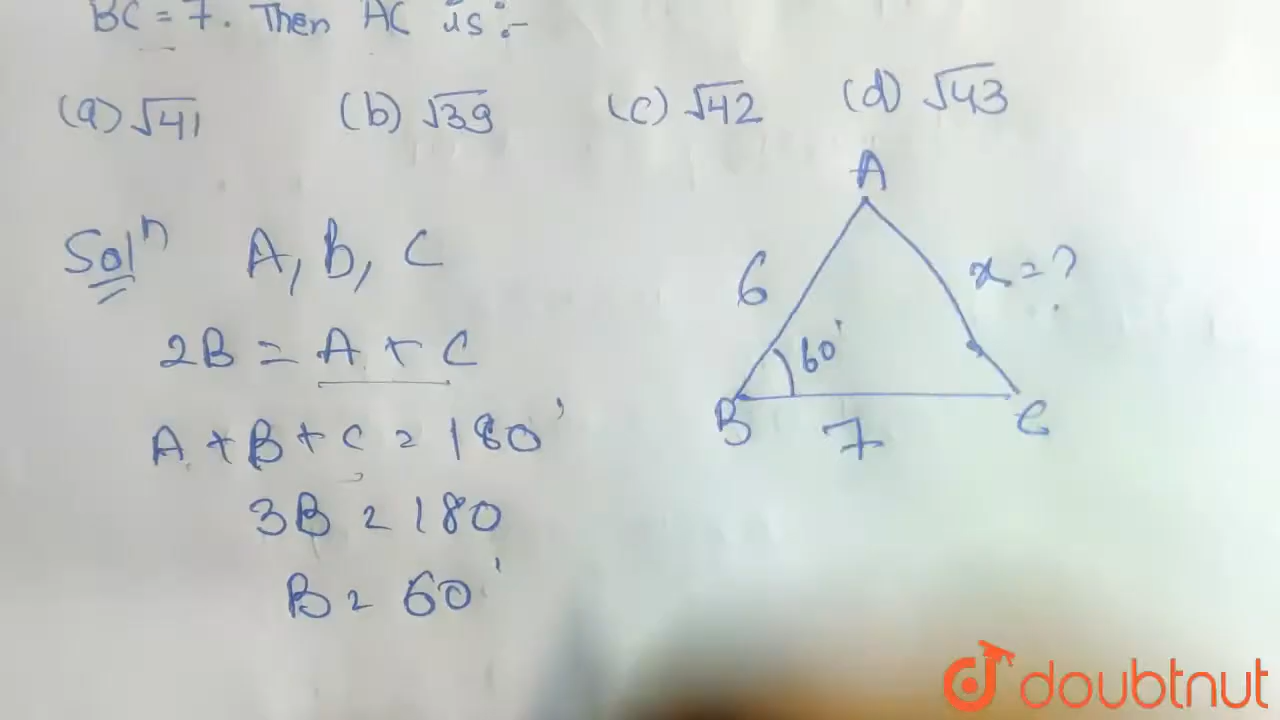 BC = 7. Then AC is :-
(a) √41 (b) √39 (c) √42 (d) √43
Solⁿ A, B, C
2B = A + C
A + B + C = 180°
3B = 180
B = 60°
A
6
x = ?
60°
B
7
C
doubtnut